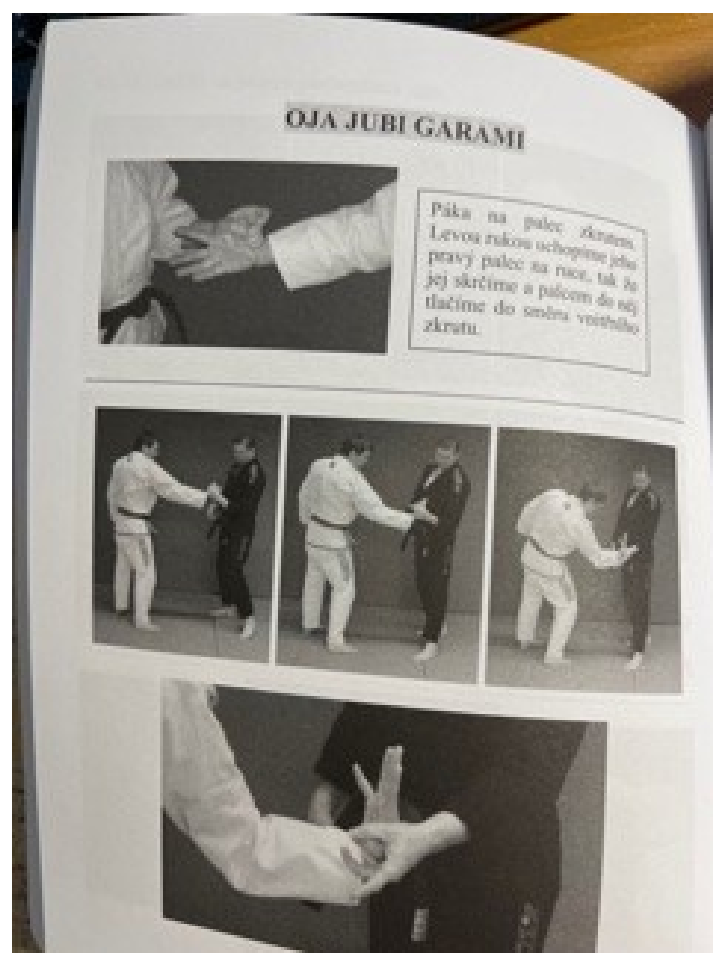 OJA JUBI GARAMI
Páka na palec zkrutem.
Levou rukou uchopíme jeho
pravý palec na ruce, tak že
jej skrčíme a palcem do něj
tlačíme do směru vnitřního
zkrutu.